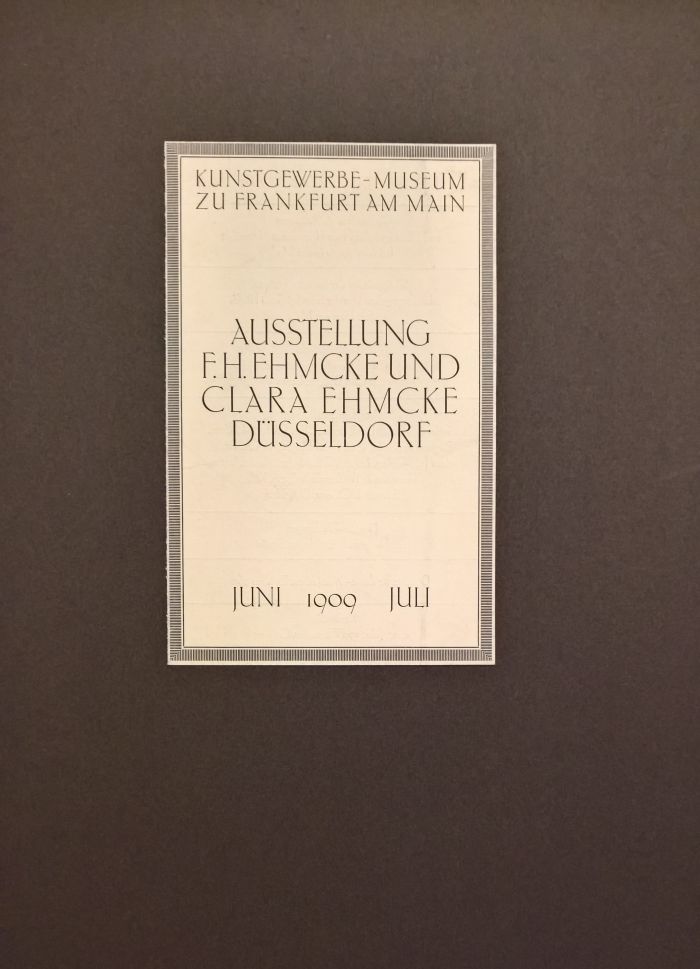 KUNSTGEWERBE-MUSEUM
ZU FRANKFURT AM MAIN
AUSSTELLUNG
F.H.EHMCKE UND
CLARA EHMCKE
DÜSSELDORF
JUNI 1909 JULI